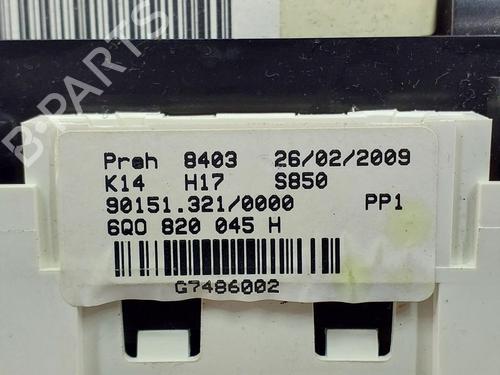 B-PARTS
Preh 8403 26/02/2009
K14 H17 S850
90151.321/0000 PP1
6Q0 820 045 H
G7486002